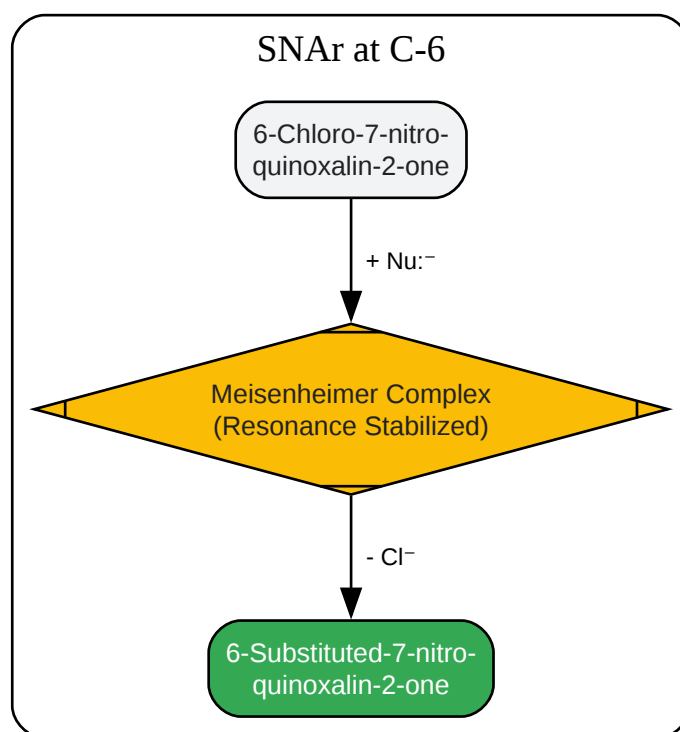 SNAr at C-6
6-Chloro-7-nitro-
quinoxalin-2-one
+ Nu:⁻
Meisenheimer Complex
(Resonance Stabilized)
- Cl⁻
6-Substituted-7-nitro-
quinoxalin-2-one